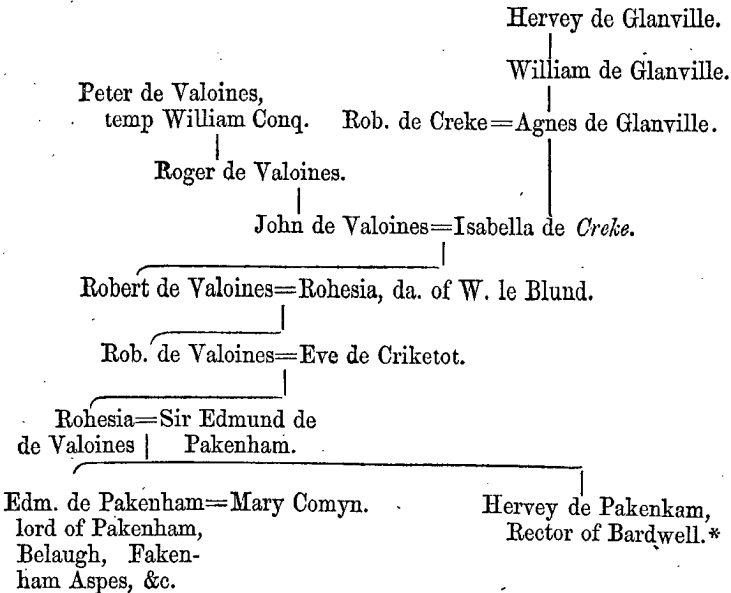 Hervey de Glanville.
William de Glanville.
Peter de Valoines,
temp William Conq.
Rob. de Creke=Agnes de Glanville.
Roger de Valoines.
John de Valoines=Isabella de Creke.
Robert de Valoines=Rohesia, da. of W. le Blund.
Rob. de Valoines=Eve de Criketot.
Rohesia=Sir Edmund de
de Valoines Pakenham.
Edm. de Pakenham=Mary Comyn.
lord of Pakenham,
Belaugh, Faken-
ham Aspes, &c.
Hervey de Pakenkam,
Rector of Bardwell.*